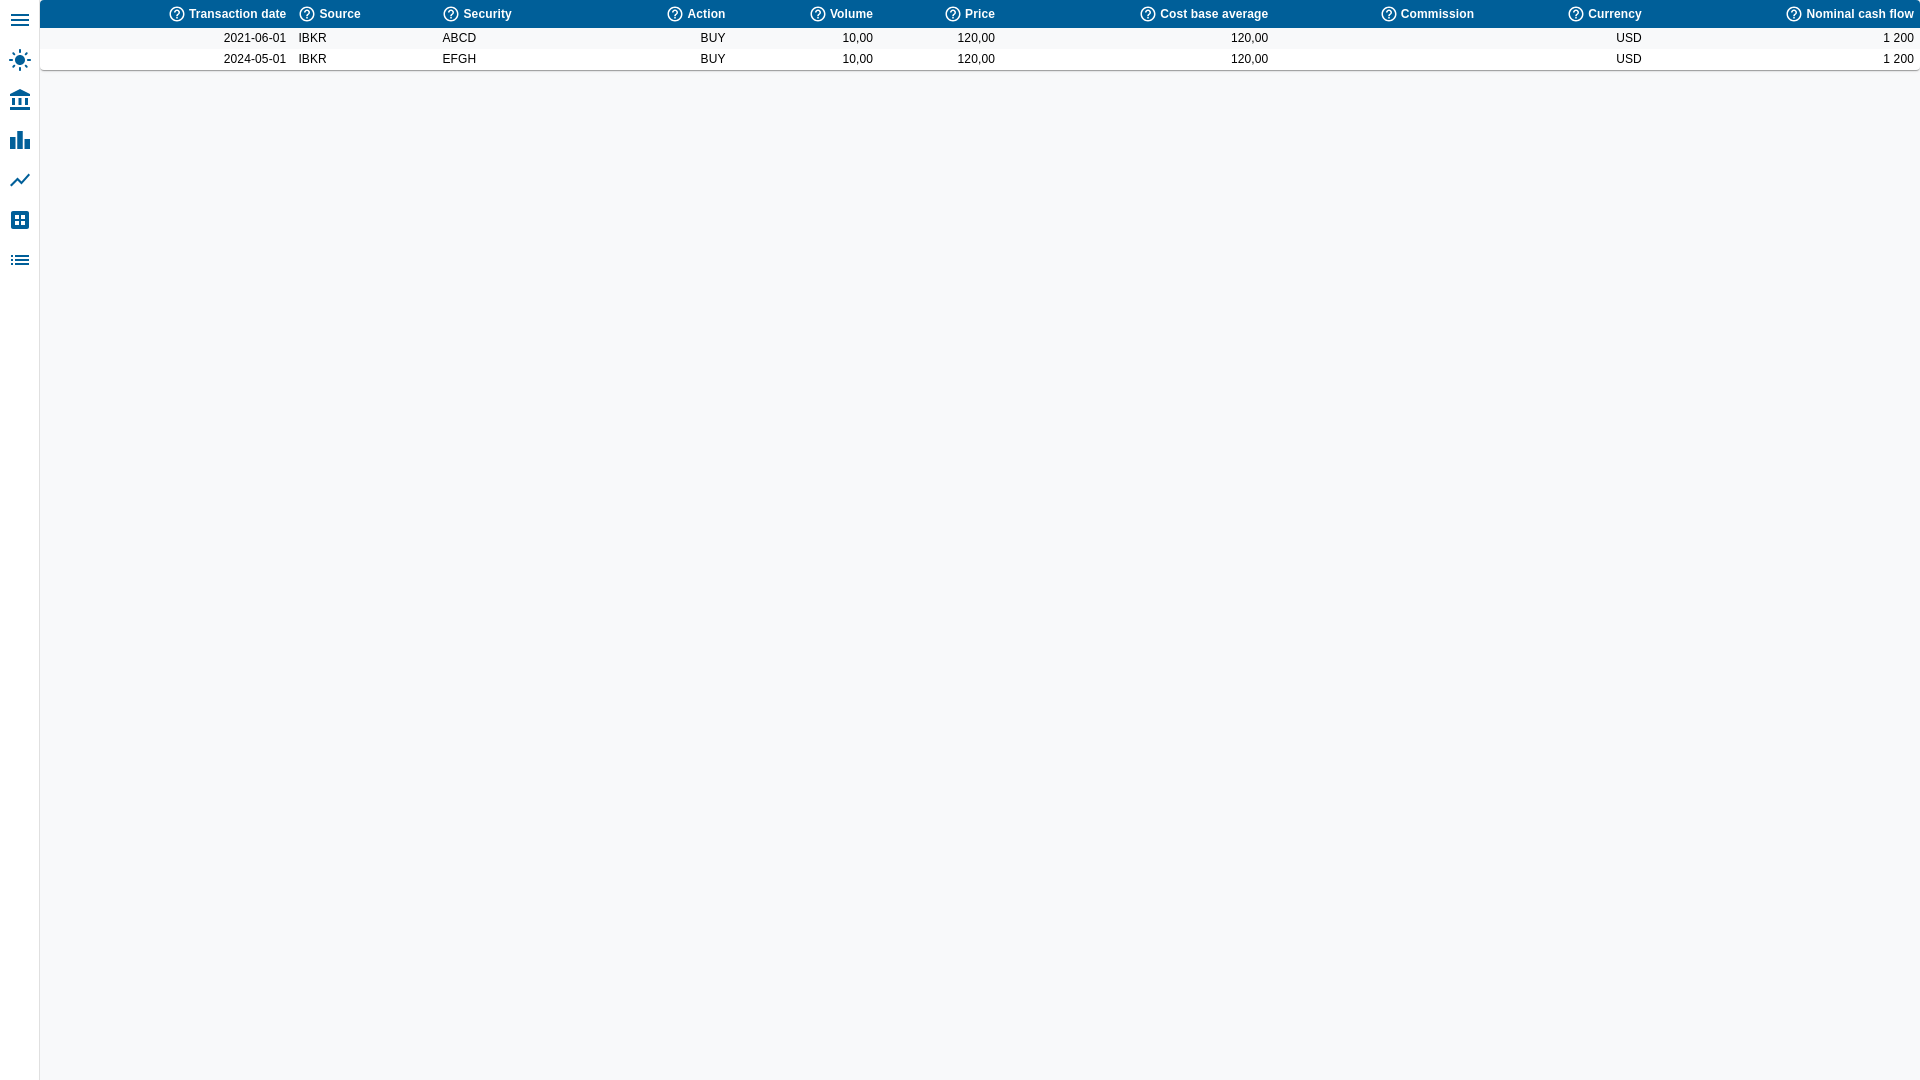 Transaction date Source Security Action Volume Price Cost base average Commission Currency Nominal cash flow
2021-06-01 IBKR ABCD BUY 10,00 120,00 120,00 USD 1 200
2024-05-01 IBKR EFGH BUY 10,00 120,00 120,00 USD 1 200